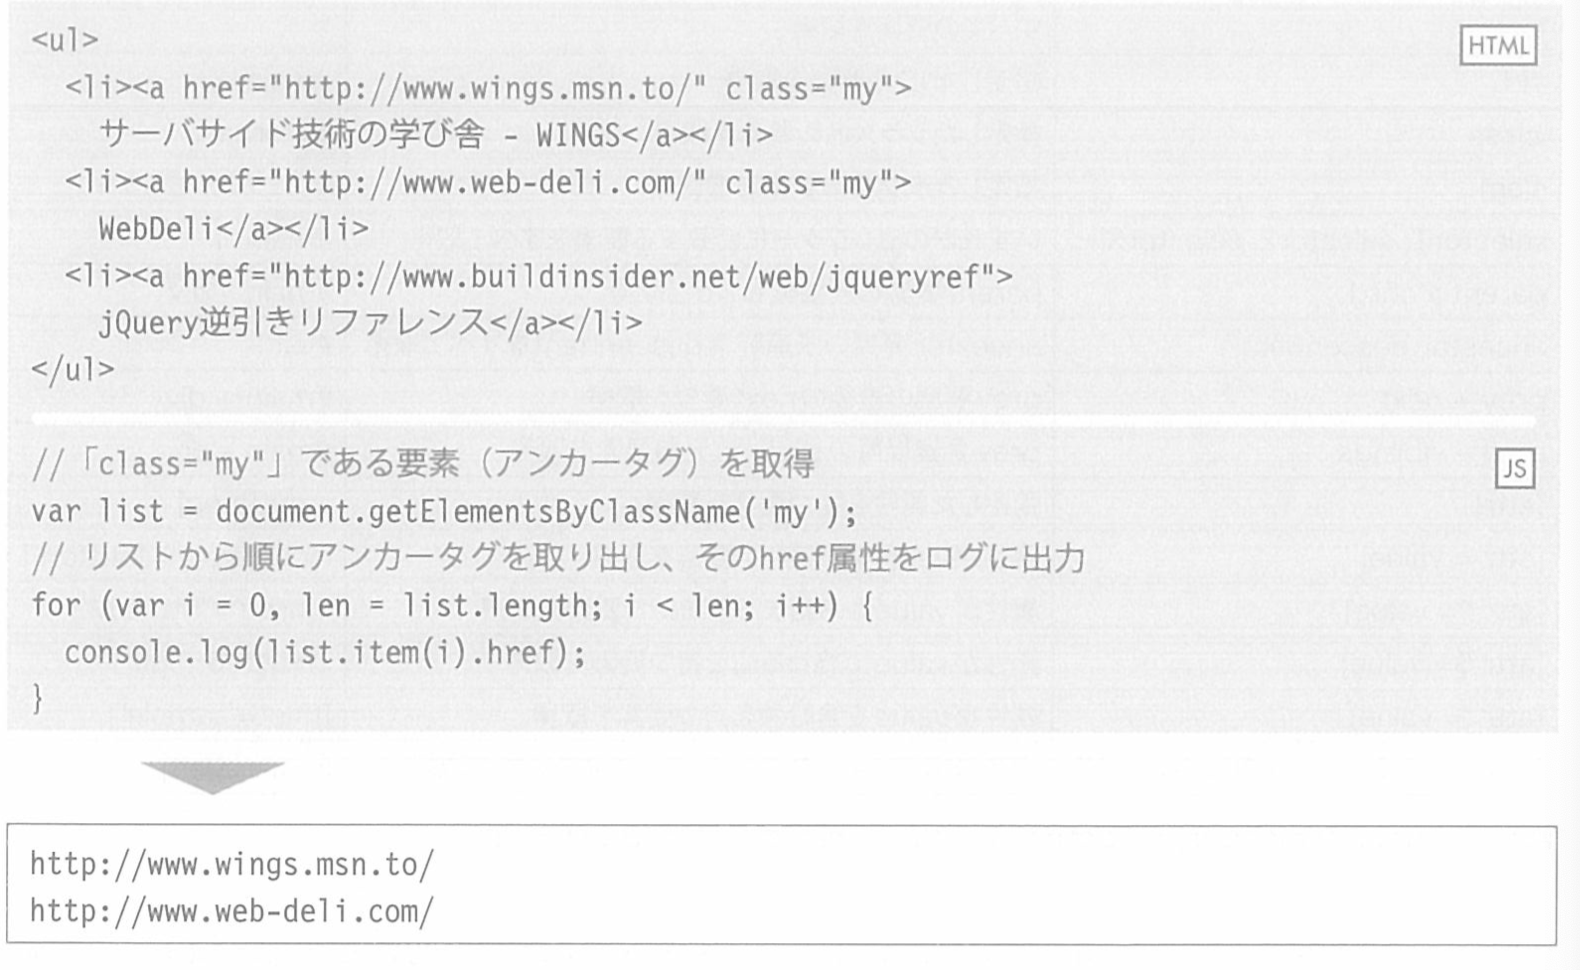 <ul>
HTML
  <li><a href="http://www.wings.msn.to/" class="my">
    サーバサイド技術の学び舎 - WINGS</a></li>
  <li><a href="http://www.web-deli.com/" class="my">
    WebDeli</a></li>
  <li><a href="http://www.buildinsider.net/web/jqueryref">
    jQuery逆引きリファレンス</a></li>
</ul>
//「class="my"」である要素（アンカータグ）を取得
JS
var list = document.getElementsByClassName('my');
// リストから順にアンカータグを取り出し、そのhref属性をログに出力
for (var i = 0, len = list.length; i < len; i++) {
  console.log(list.item(i).href);
}
http://www.wings.msn.to/
http://www.web-deli.com/